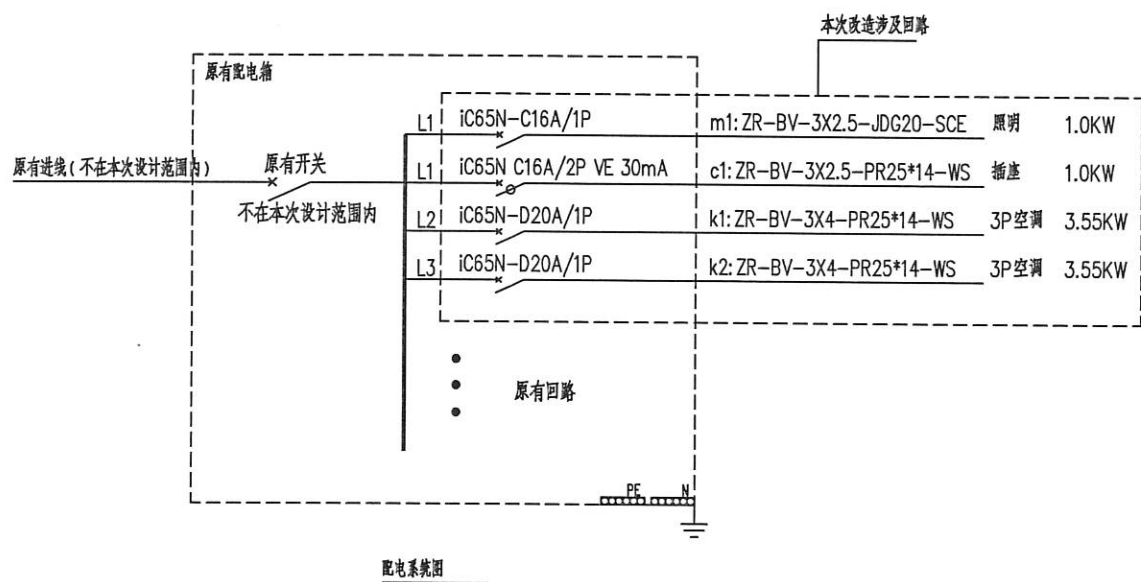 本次改造涉及回路
原有配电箱
L1 iC65N-C16A/1P m1:ZR-BV-3X2.5-JDG20-SCE 照明 1.0KW
原有进线(不在本次设计范围内) 原有开关
不在本次设计范围内
L1 iC65N C16A/2P VE 30mA c1:ZR-BV-3X2.5-PR25*14-WS 插座 1.0KW
L2 iC65N-D20A/1P k1:ZR-BV-3X4-PR25*14-WS 3P空调 3.55KW
L3 iC65N-D20A/1P k2:ZR-BV-3X4-PR25*14-WS 3P空调 3.55KW
原有回路
PE N
配电系统图